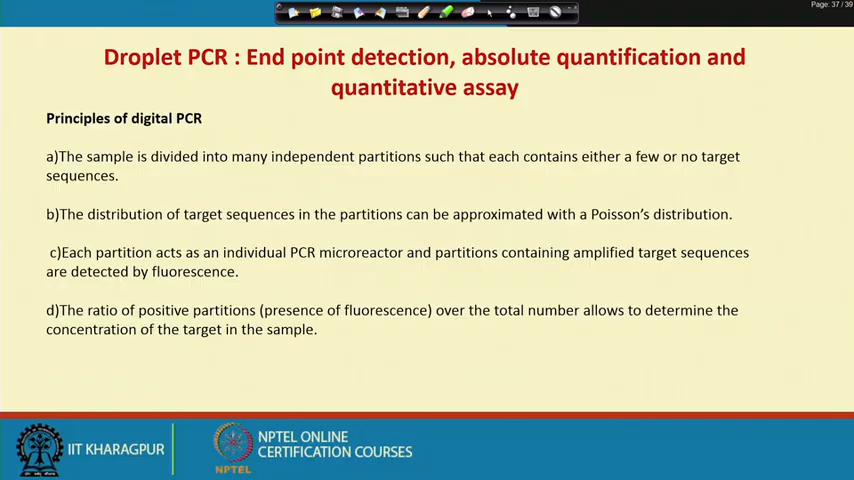 Page: 37 / 39
Droplet PCR : End point detection, absolute quantification and
quantitative assay
Principles of digital PCR
a)The sample is divided into many independent partitions such that each contains either a few or no target
sequences.
b)The distribution of target sequences in the partitions can be approximated with a Poisson's distribution.
c)Each partition acts as an individual PCR microreactor and partitions containing amplified target sequences
are detected by fluorescence.
d)The ratio of positive partitions (presence of fluorescence) over the total number allows to determine the
concentration of the target in the sample.
IIT KHARAGPUR
NPTEL
NPTEL ONLINE
CERTIFICATION COURSES